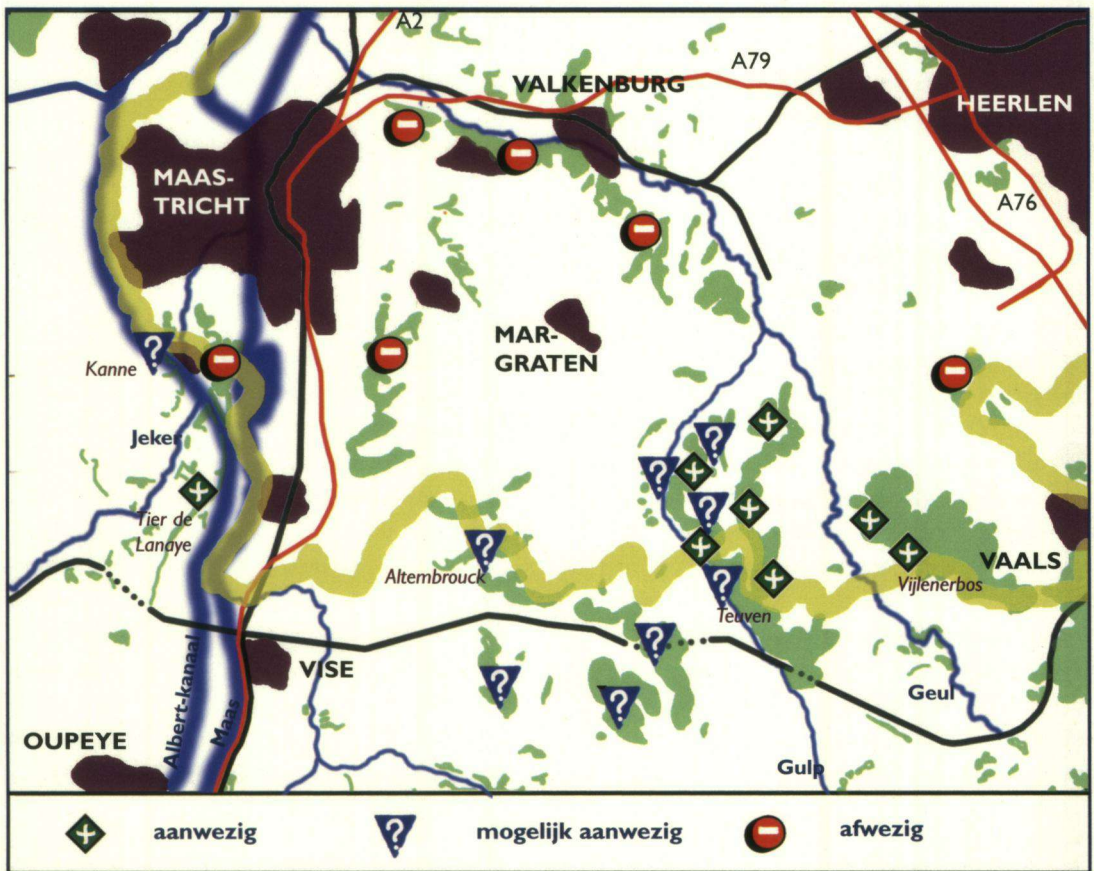 A2
A79
VALKENBURG
HEERLEN
MAAS-
TRICHT
A76
MAR-
GRATEN
Kanne
Jeker
Tier de
Lanaye
Altembrouck
Teuven
Vijlenerbos
VAALS
VISE
Geul
OUPEYE
Albert-kanaal
Maas
Gulp
aanwezig
mogelijk aanwezig
afwezig